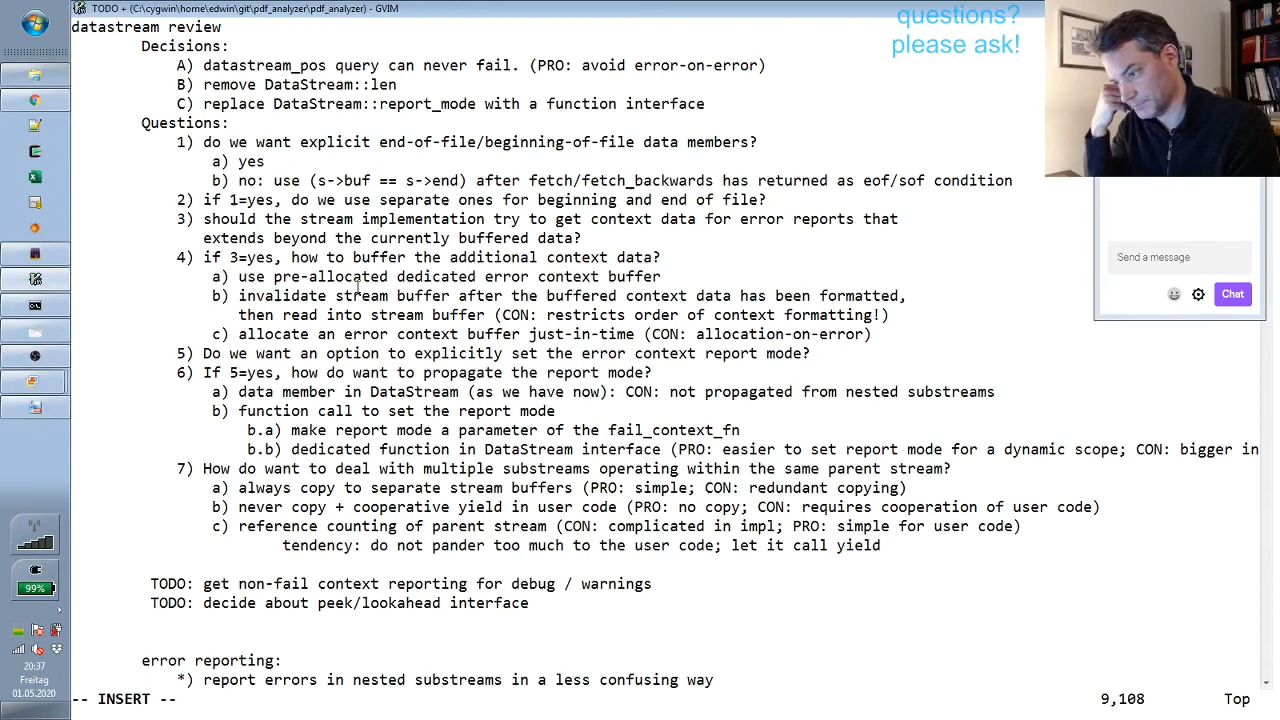 TODO + (C:\cygwin\home\edwin\git\pdf_analyzer\pdf_analyzer) - GVIM
datastream review
Decisions:
A) datastream_pos query can never fail. (PRO: avoid error-on-error)
B) remove DataStream::len
C) replace DataStream::report_mode with a function interface
Questions:
1) do we want explicit end-of-file/beginning-of-file data members?
a) yes
b) no: use (s->buf == s->end) after fetch/fetch_backwards has returned as eof/sof condition
2) if 1=yes, do we use separate ones for beginning and end of file?
3) should the stream implementation try to get context data for error reports that
extends beyond the currently buffered data?
4) if 3=yes, how to buffer the additional context data?
a) use pre-allocated dedicated error context buffer
b) invalidate stream buffer after the buffered context data has been formatted,
then read into stream buffer (CON: restricts order of context formatting!)
c) allocate an error context buffer just-in-time (CON: allocation-on-error)
5) Do we want an option to explicitly set the error context report mode?
6) If 5=yes, how do want to propagate the report mode?
a) data member in DataStream (as we have now): CON: not propagated from nested substreams
b) function call to set the report mode
b.a) make report mode a parameter of the fail_context_fn
b.b) dedicated function in DataStream interface (PRO: easier to set report mode for a dynamic scope; CON: bigger in
7) How do want to deal with multiple substreams operating within the same parent stream?
a) always copy to separate stream buffers (PRO: simple; CON: redundant copying)
b) never copy + cooperative yield in user code (PRO: no copy; CON: requires cooperation of user code)
c) reference counting of parent stream (CON: complicated in impl; PRO: simple for user code)
tendency: do not pander too much to the user code; let it call yield
TODO: get non-fail context reporting for debug / warnings
TODO: decide about peek/lookahead interface
error reporting:
*) report errors in nested substreams in a less confusing way
-- INSERT --
9,108
Top
questions?
please ask!
Send a message
Chat
99%
20:37
Freitag
01.05.2020